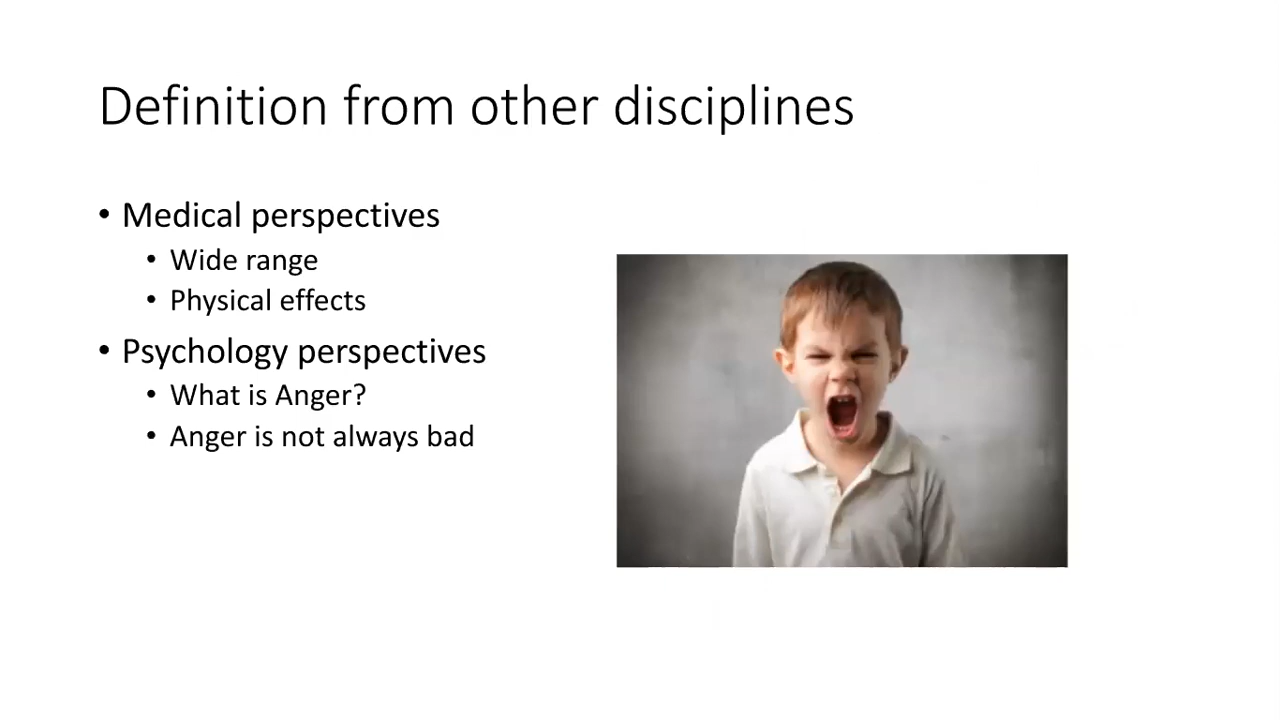 Definition from other disciplines
• Medical perspectives
• Wide range
• Physical effects
• Psychology perspectives
• What is Anger?
• Anger is not always bad